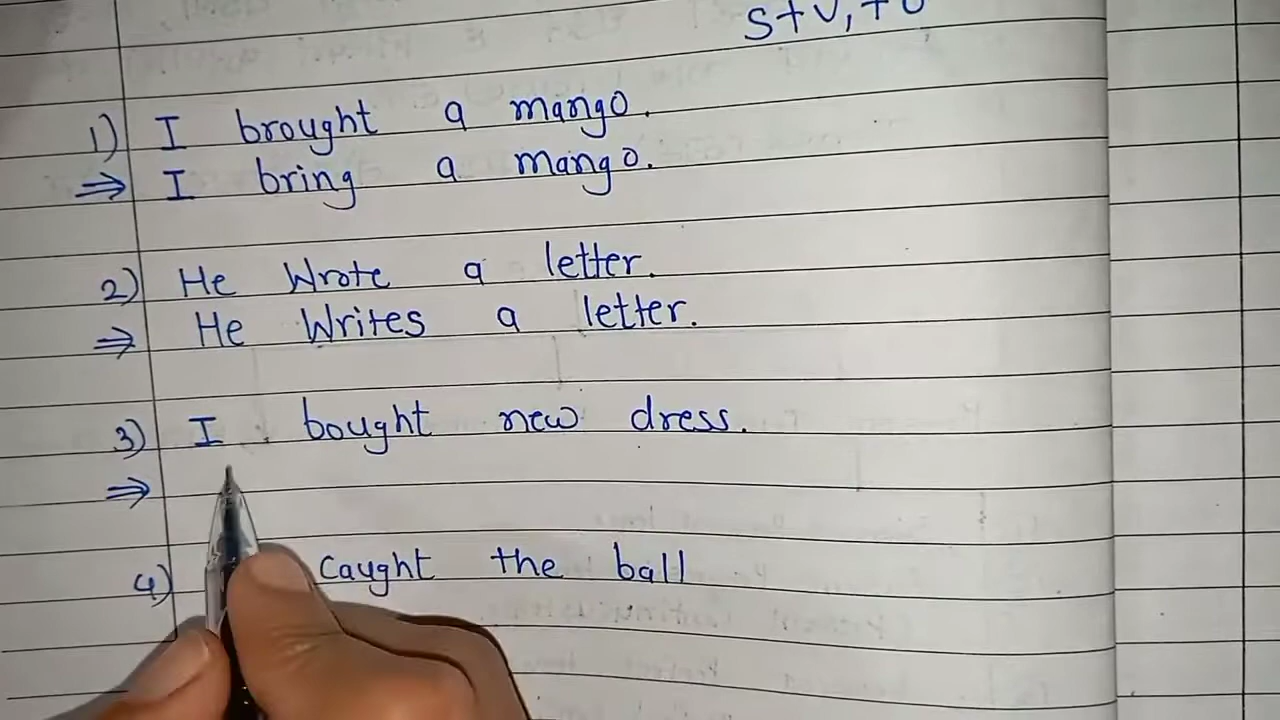 S+V₁+O
1) I brought a mango.
⇒ I bring a mango.
2) He Wrote a letter.
⇒ He Writes a letter.
3) I bought new dress.
⇒
4) caught the ball